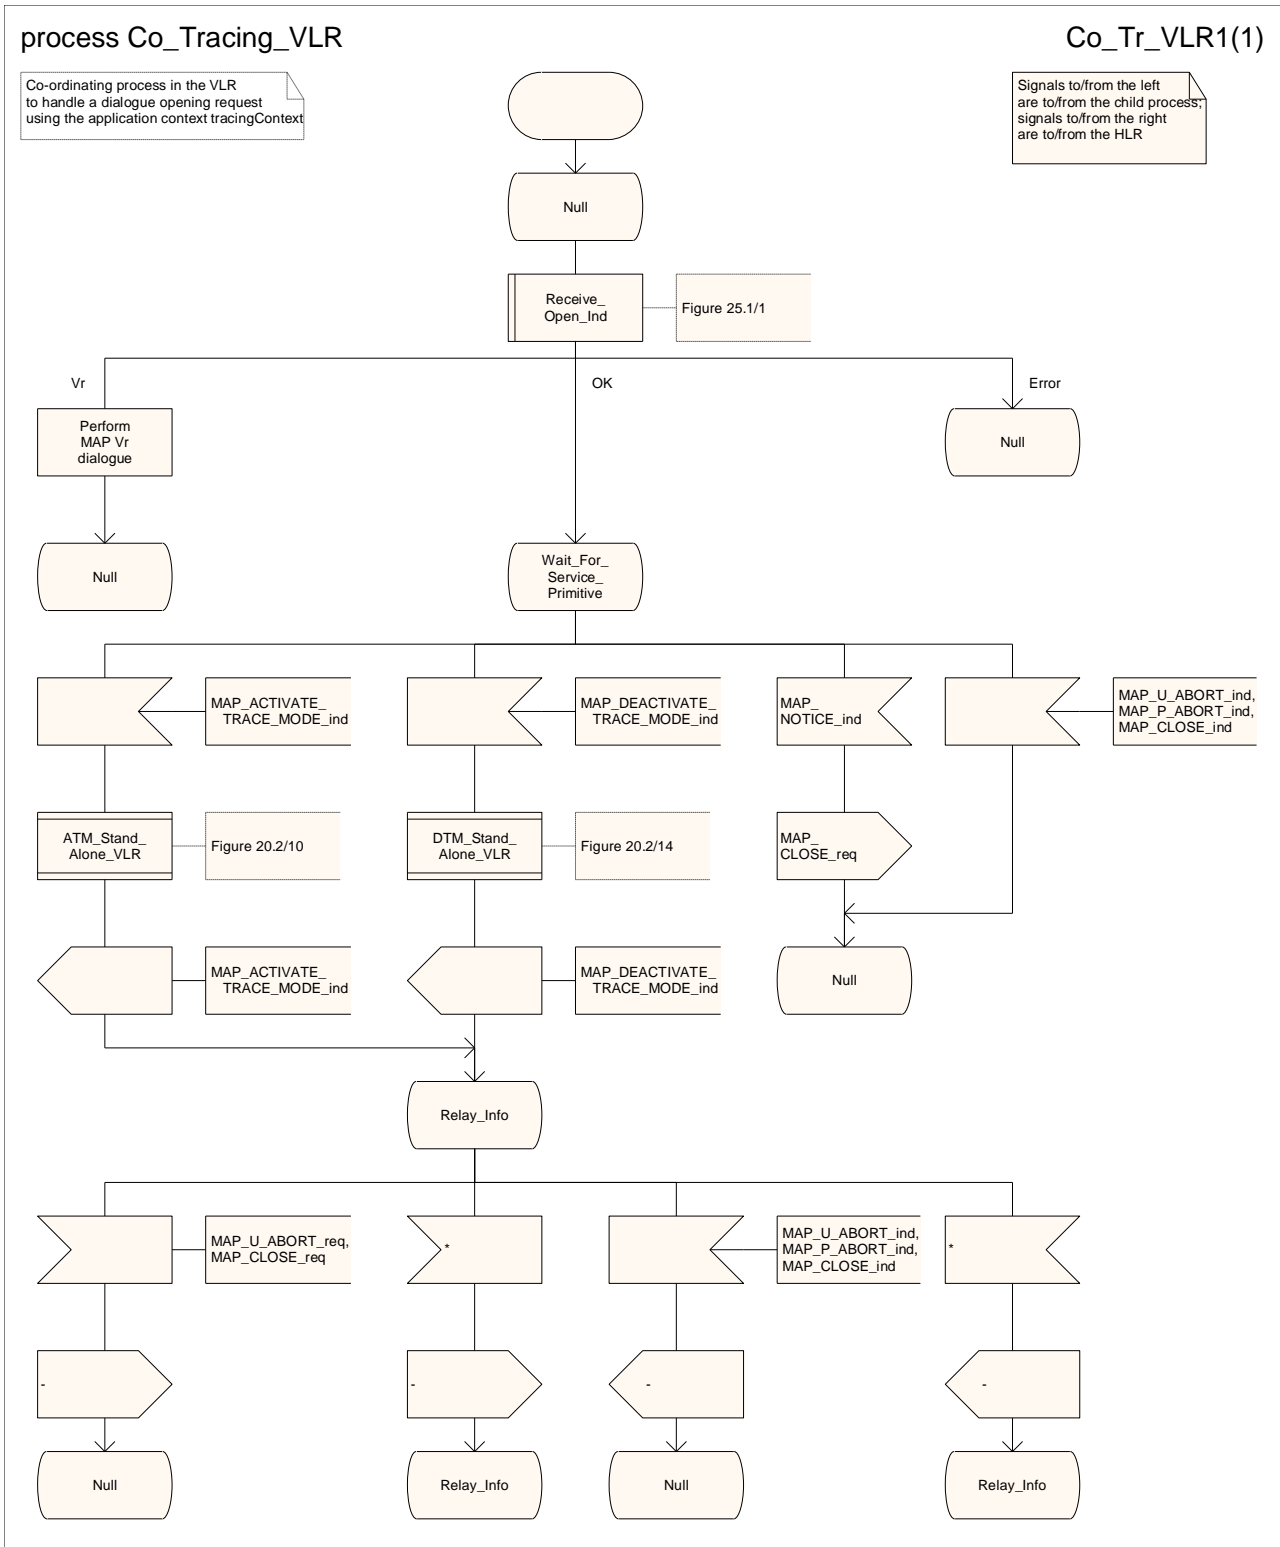 process Co_Tracing_VLR
Co_Tr_VLR1(1)
Co-ordinating process in the VLR
to handle a dialogue opening request
using the application context tracingContext
Signals to/from the left
are to/from the child process;
signals to/from the right
are to/from the HLR
Null
Receive_
Open_Ind
Figure 25.1/1
Vr
OK
Error
Perform
MAP Vr
dialogue
Null
Null
Wait_For_
Service_
Primitive
MAP_ACTIVATE_
TRACE_MODE_ind
MAP_DEACTIVATE_
TRACE_MODE_ind
MAP_
NOTICE_ind
MAP_U_ABORT_ind,
MAP_P_ABORT_ind,
MAP_CLOSE_ind
ATM_Stand_
Alone_VLR
Figure 20.2/10
DTM_Stand_
Alone_VLR
Figure 20.2/14
MAP_
CLOSE_req
MAP_ACTIVATE_
TRACE_MODE_ind
MAP_DEACTIVATE_
TRACE_MODE_ind
Null
Relay_Info
MAP_U_ABORT_req,
MAP_CLOSE_req
*
MAP_U_ABORT_ind,
MAP_P_ABORT_ind,
MAP_CLOSE_ind
*
-
-
-
-
Null
Relay_Info
Null
Relay_Info